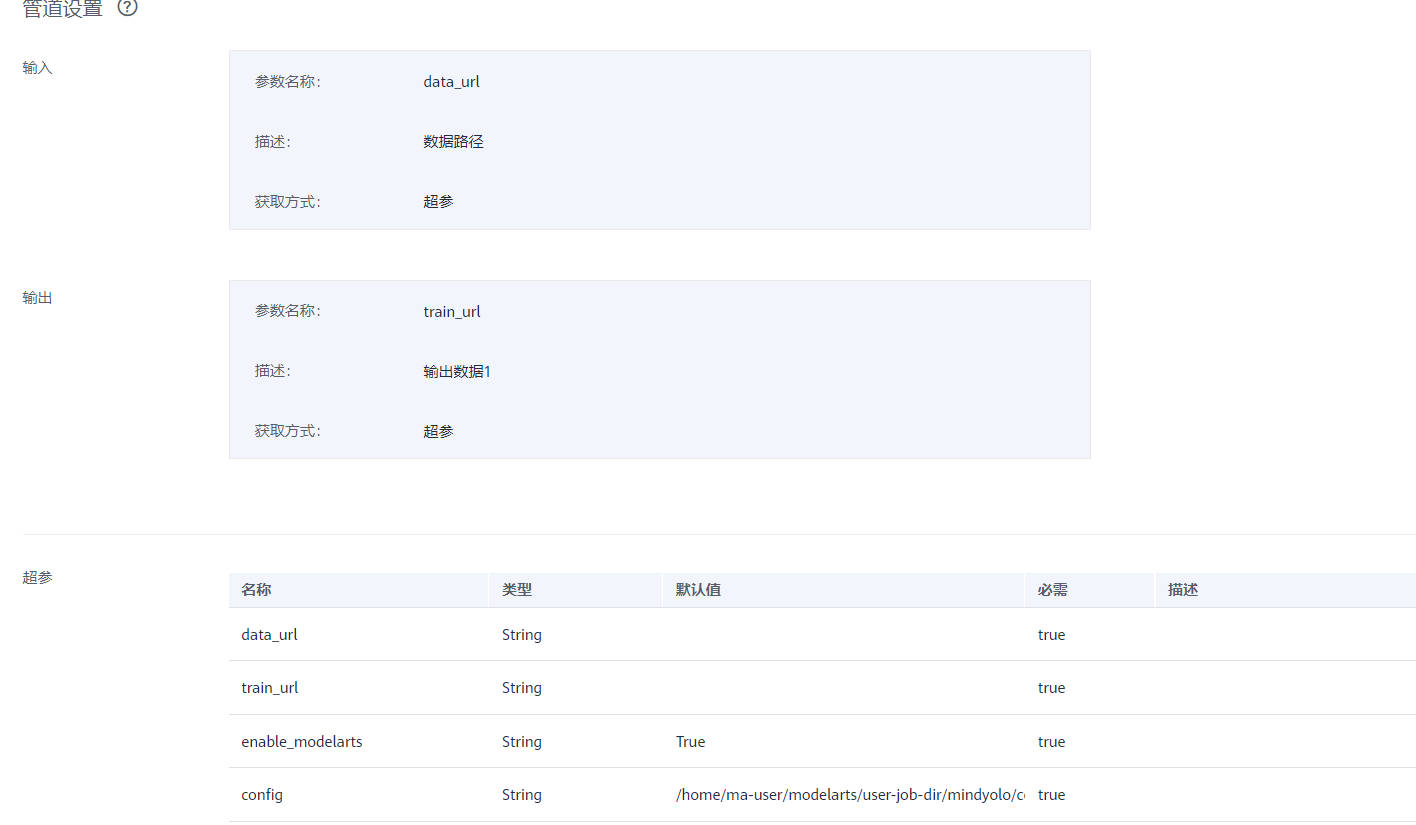 管道设置 ?
输入
参数名称: data_url
描述: 数据路径
获取方式: 超参
输出
参数名称: train_url
描述: 输出数据1
获取方式: 超参
超参
名称 类型 默认值 必需 描述
data_url String true
train_url String true
enable_modelarts String True true
config String /home/ma-user/modelarts/user-job-dir/mindyolo/c true